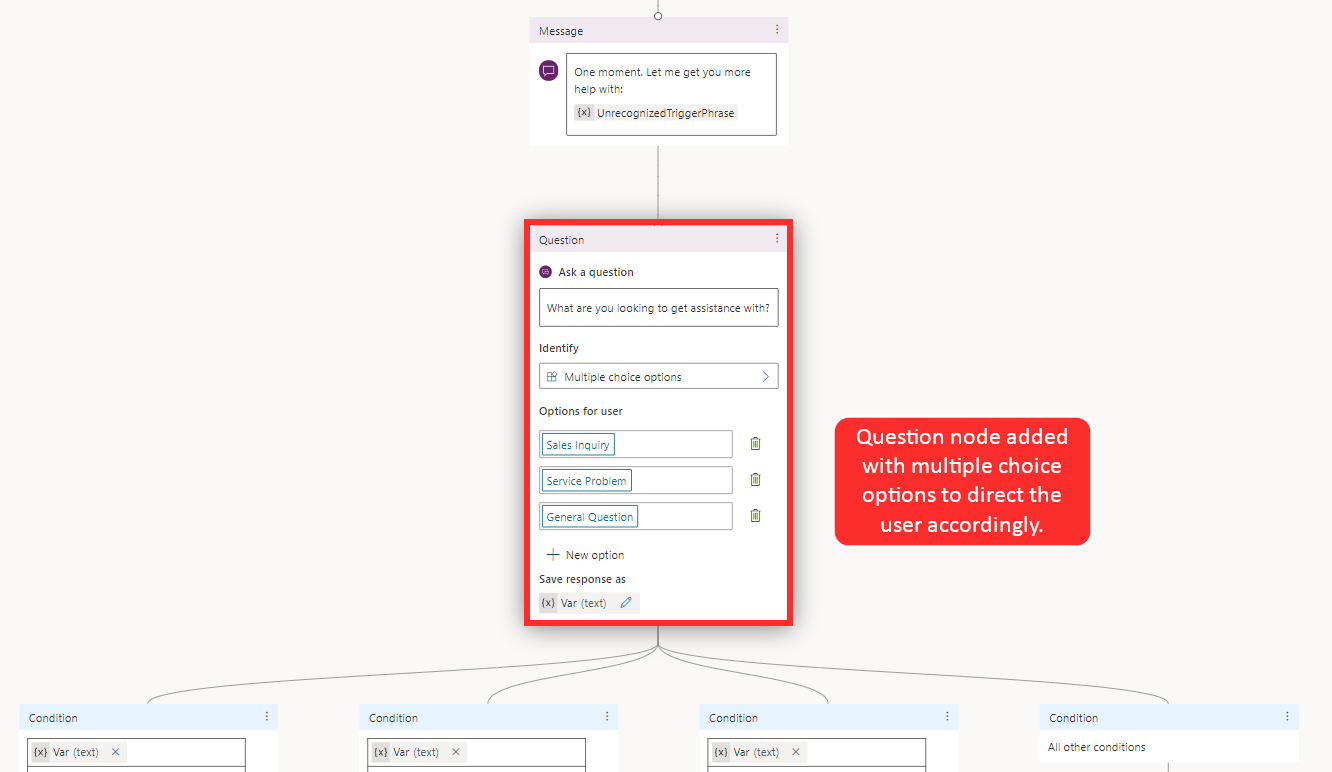 Message
One moment. Let me get you more
help with:
{x} UnrecognizedTriggerPhrase
Question
Ask a question
What are you looking to get assistance with?
Identify
Multiple choice options
Options for user
Sales Inquiry
Service Problem
General Question
New option
Save response as
{x} Var (text)
Question node added
with multiple choice
options to direct the
user accordingly.
Condition
{x} Var (text)
Condition
{x} Var (text)
Condition
{x} Var (text)
Condition
All other conditions